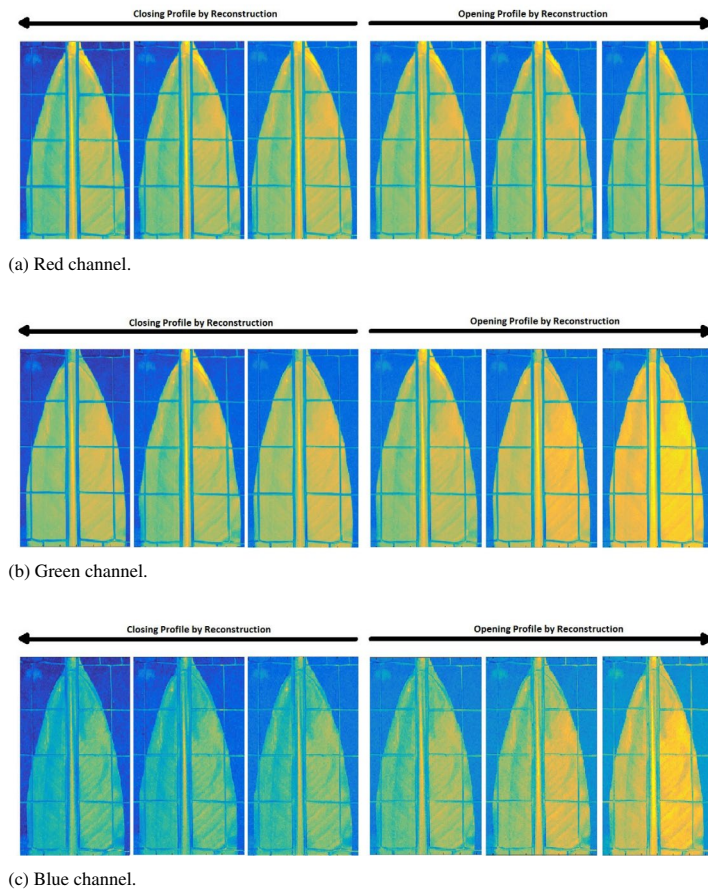 Closing Profile by Reconstruction
Opening Profile by Reconstruction
(a) Red channel.
Closing Profile by Reconstruction
Opening Profile by Reconstruction
(b) Green channel.
Closing Profile by Reconstruction
Opening Profile by Reconstruction
(c) Blue channel.